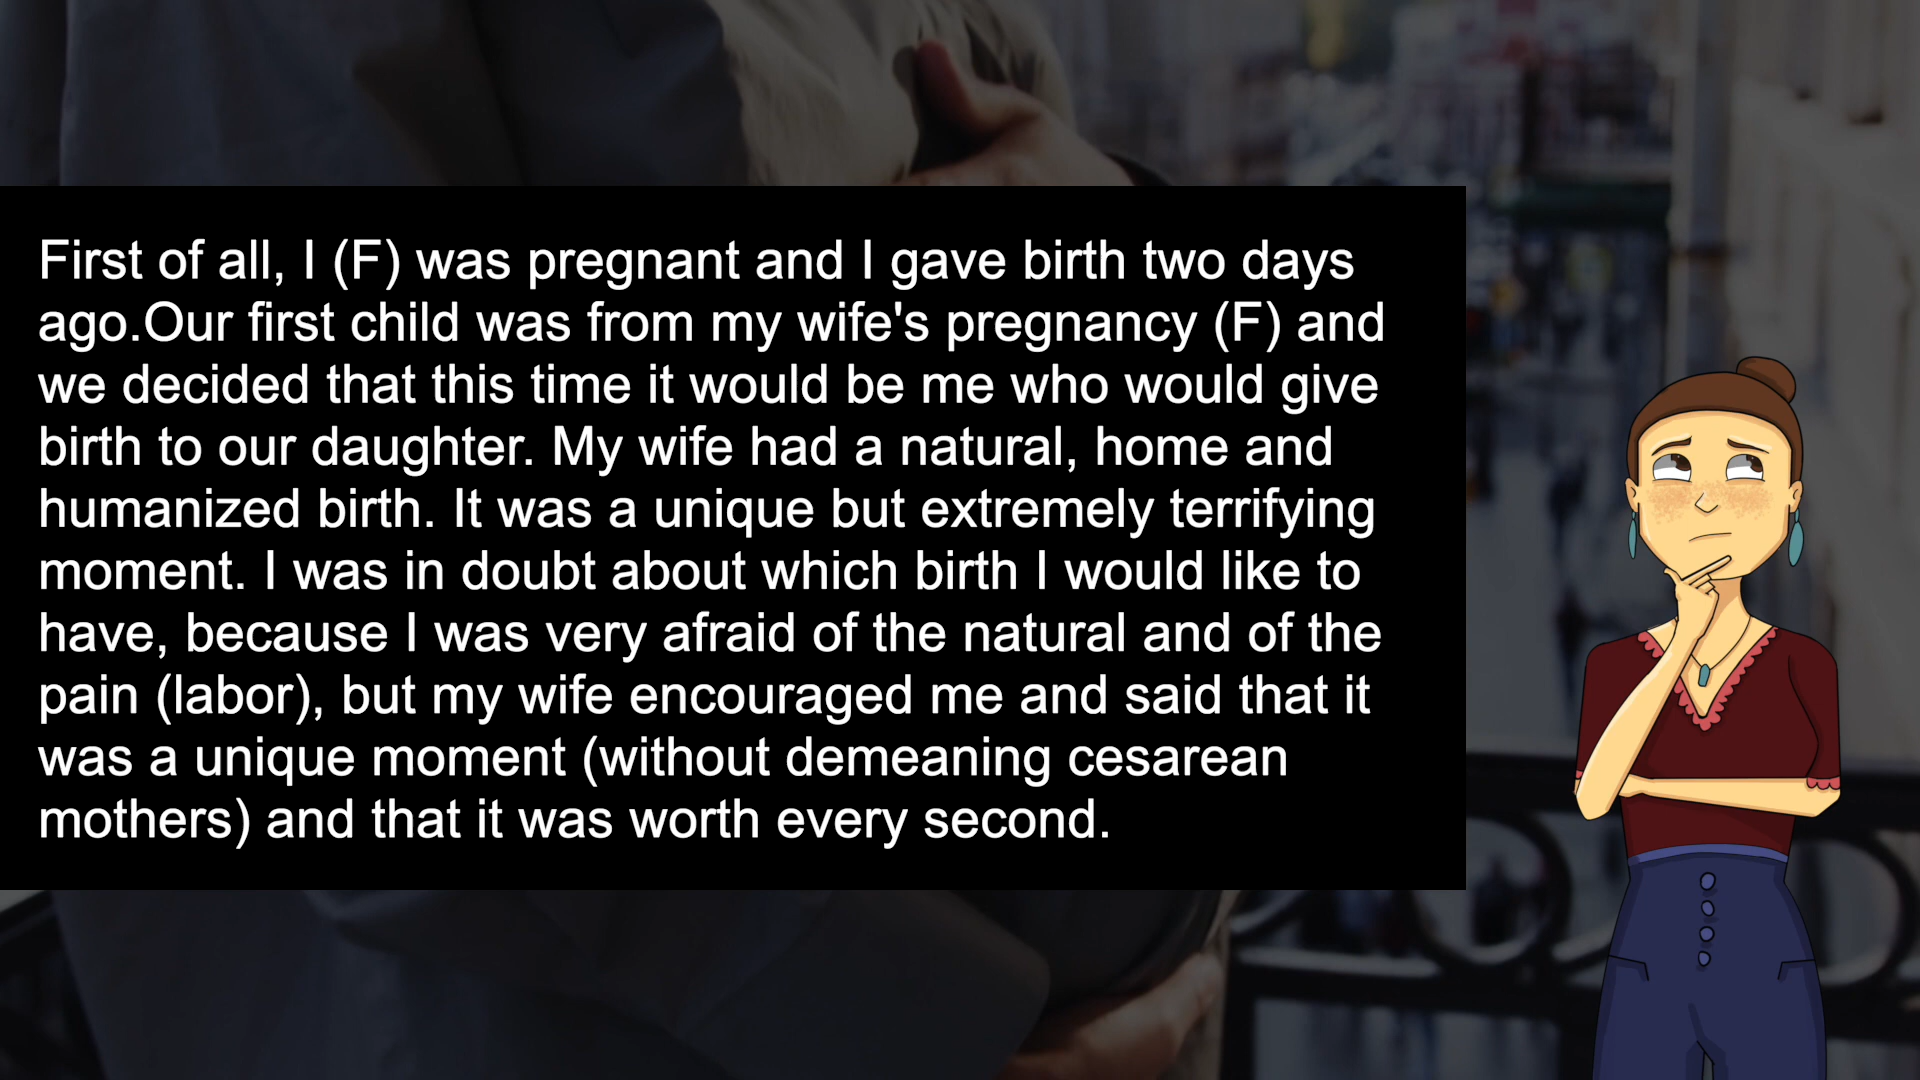 First of all, I (F) was pregnant and I gave birth two days
ago.Our first child was from my wife's pregnancy (F) and
we decided that this time it would be me who would give
birth to our daughter. My wife had a natural, home and
humanized birth. It was a unique but extremely terrifying
moment. I was in doubt about which birth I would like to
have, because I was very afraid of the natural and of the
pain (labor), but my wife encouraged me and said that it
was a unique moment (without demeaning cesarean
mothers) and that it was worth every second.